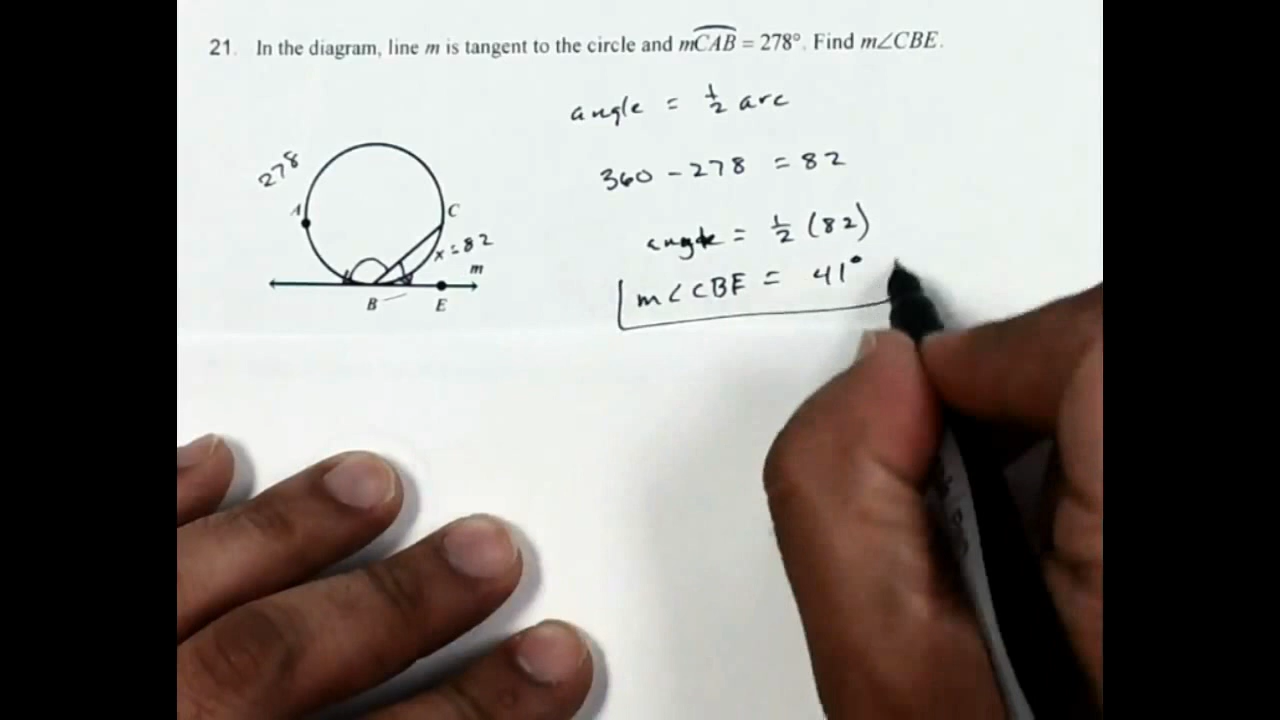 21. In the diagram, line m is tangent to the circle and mCAB = 278°. Find m∠CBE.
angle = 1/2 arc
360 - 278 = 82
angle = 1/2 (82)
m∠CBE = 41°
278
A
C
x = 82
m
B
E